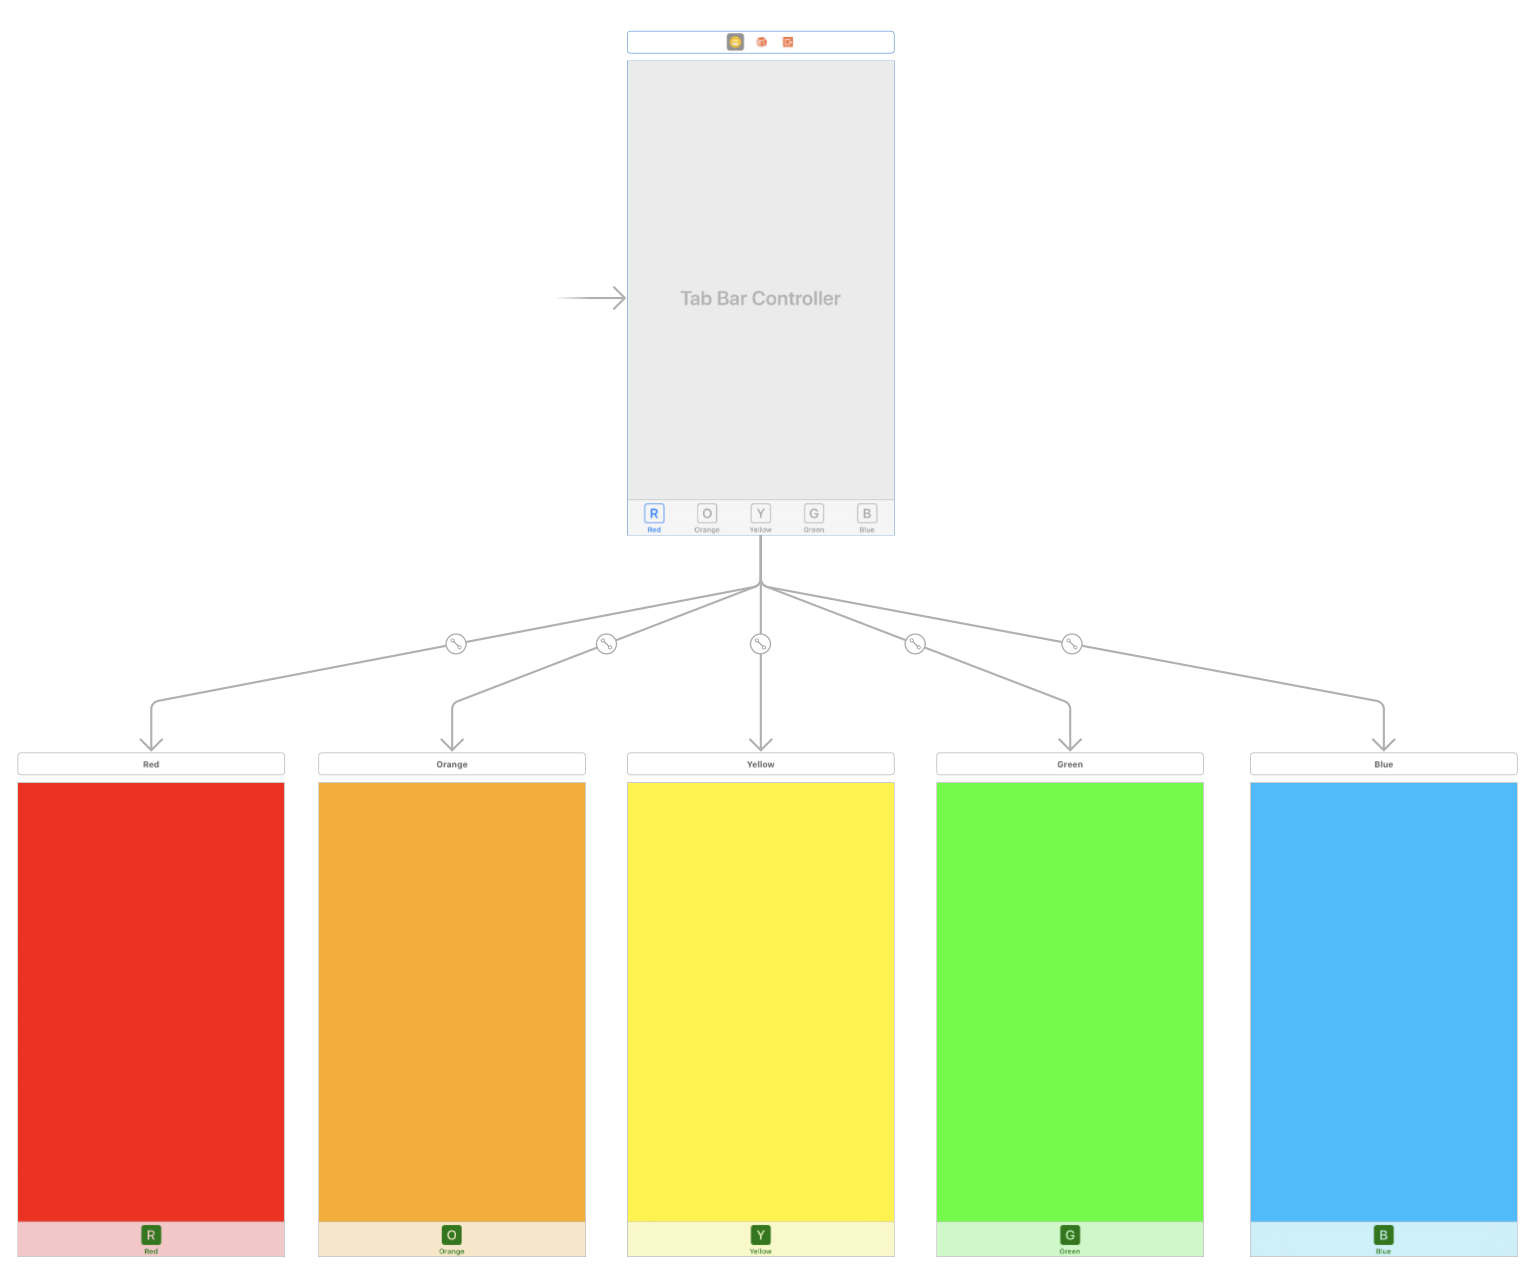 Tab Bar Controller
R O Y G B
Red Orange Yellow Green Blue
Red Orange Yellow Green Blue
R O Y G B
Red Orange Yellow Green Blue